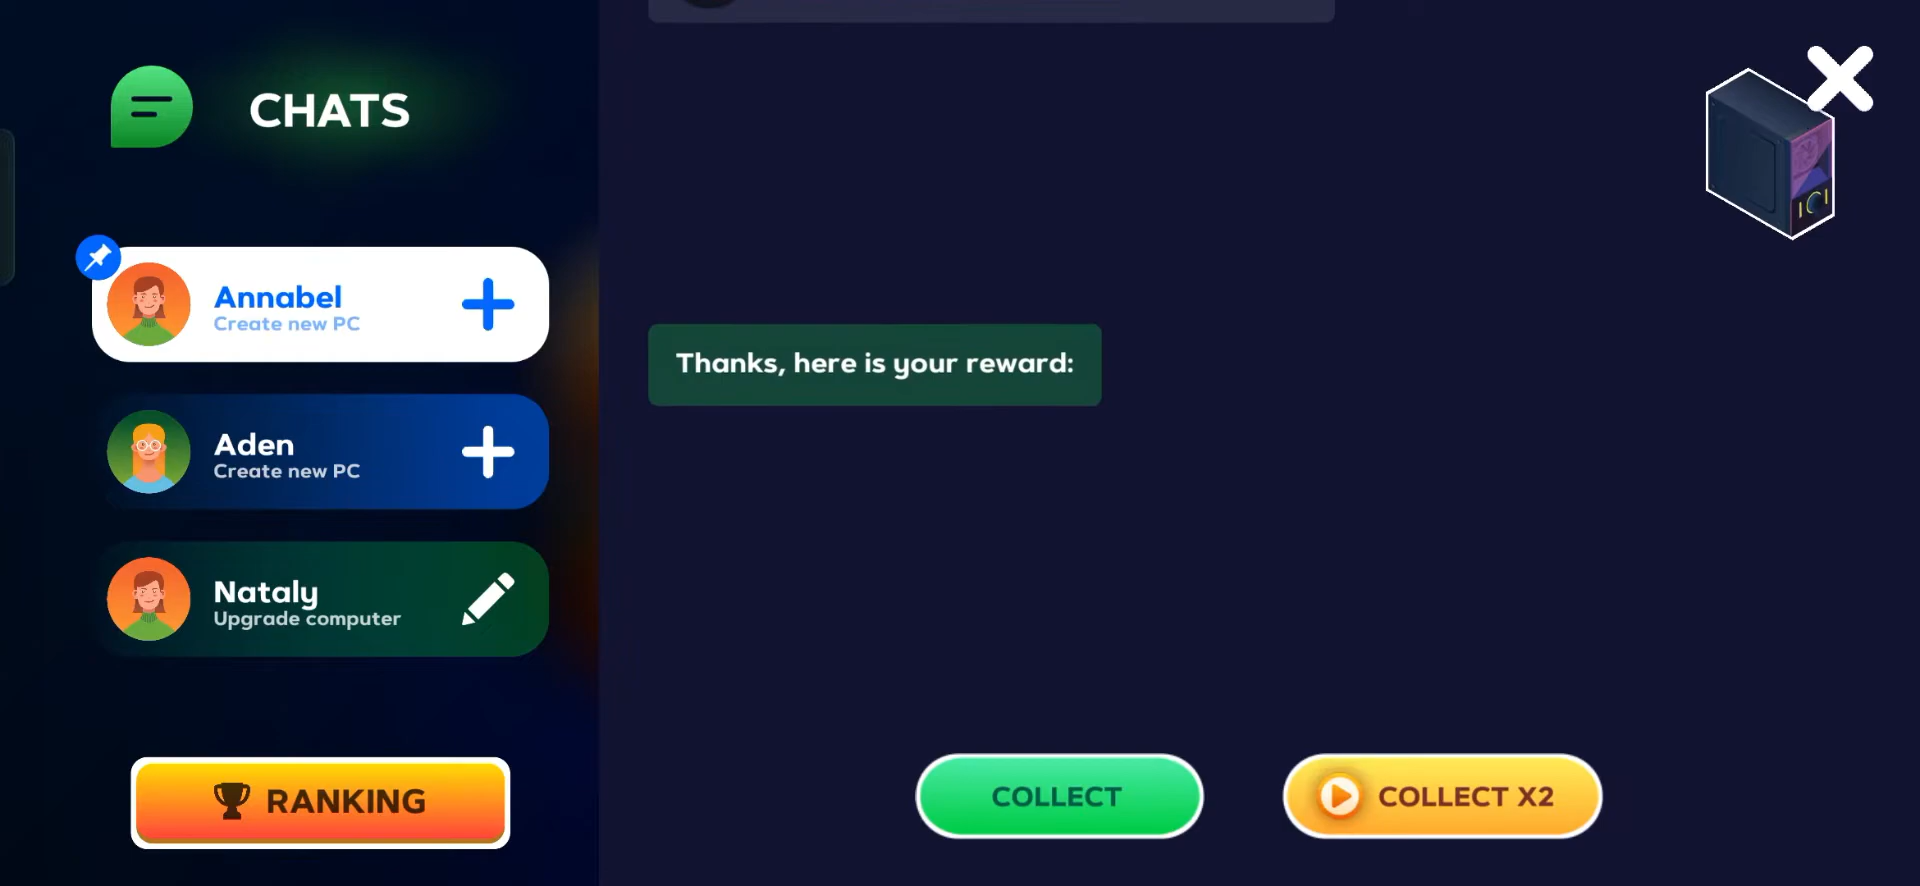 CHATS
Annabel
Create new PC
Aden
Create new PC
Nataly
Upgrade computer
RANKING
Thanks, here is your reward:
COLLECT
COLLECT X2